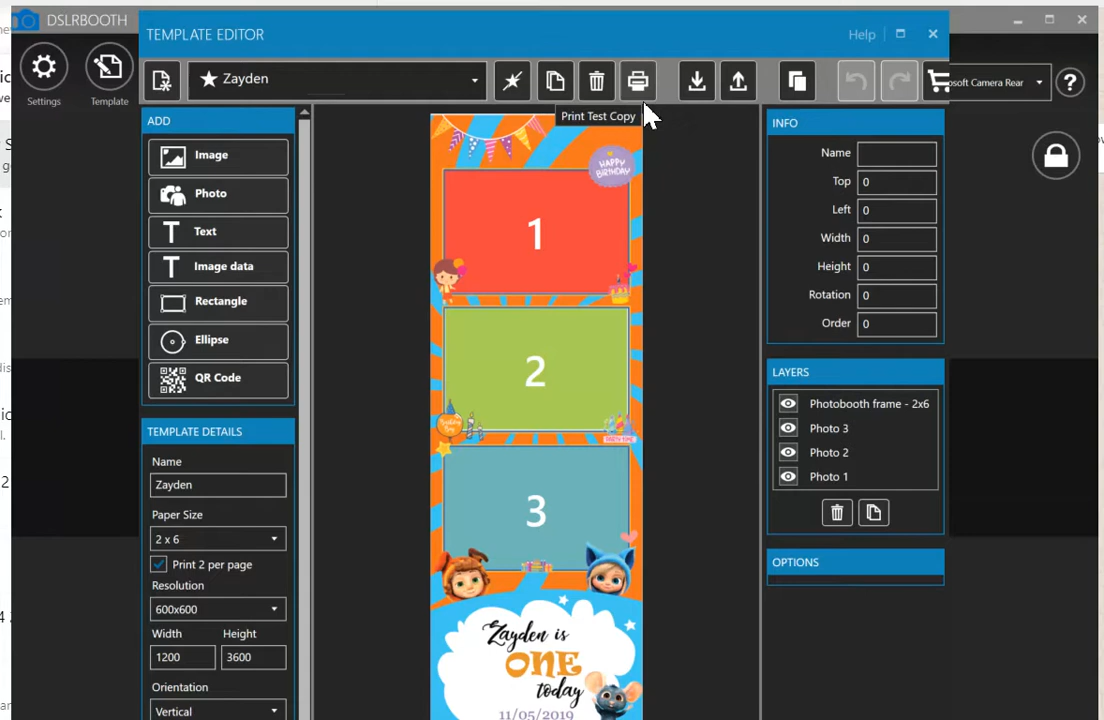 DSLRBOOTH
TEMPLATE EDITOR
Help
Settings
Template
Zayden
osoft Camera Rear
?
Print Test Copy
ADD
Image
Photo
Text
Image data
Rectangle
Ellipse
QR Code
TEMPLATE DETAILS
Name
Zayden
Paper Size
2 x 6
Print 2 per page
Resolution
600x600
Width
Height
1200
3600
Orientation
Vertical
HAPPY
BIRTHDAY
1
2
3
Zayden is
ONE
today
11/05/2019
INFO
Name
Top
0
Left
0
Width
0
Height
0
Rotation
0
Order
0
LAYERS
Photobooth frame - 2x6
Photo 3
Photo 2
Photo 1
OPTIONS